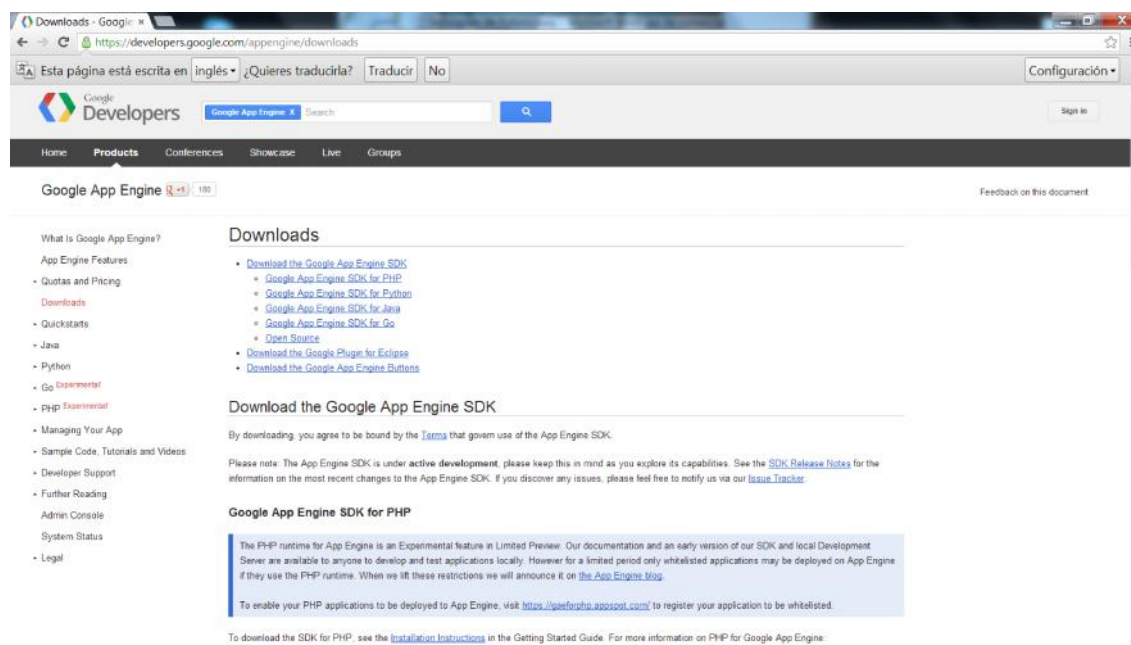 Downloads - Google
https://developers.google.com/appengine/downloads
Esta página está escrita en inglés ¿Quieres traducirla? Traducir No Configuración
Google
Developers
Google App Engine X Search
Sign in
Home Products Conferences Showcase Live Groups
Google App Engine +1 180
Feedback on this document
What Is Google App Engine?
App Engine Features
Quotas and Pricing
Downloads
Quickstarts
Java
Python
Go Experimental!
PHP Experimental!
Managing Your App
Sample Code, Tutorials and Videos
Developer Support
Further Reading
Admin Console
System Status
Legal
Downloads
Download the Google App Engine SDK
Google App Engine SDK for PHP
Google App Engine SDK for Python
Google App Engine SDK for Java
Google App Engine SDK for Go
Open Source
Download the Google Plugin for Eclipse
Download the Google App Engine Buttons
Download the Google App Engine SDK
By downloading, you agree to be bound by the Terms that govern use of the App Engine SDK.
Please note: The App Engine SDK is under active development, please keep this in mind as you explore its capabilities. See the SDK Release Notes for the
information on the most recent changes to the App Engine SDK. If you discover any issues, please feel free to notify us via our Issue Tracker.
Google App Engine SDK for PHP
The PHP runtime for App Engine is an Experimental feature in Limited Preview. Our documentation and an early version of our SDK and local Development
Server are available to anyone to develop and test applications locally. However for a limited period only whitelisted applications may be deployed on App Engine
if they use the PHP runtime. When we lift these restrictions we will announce it on the App Engine blog.
To enable your PHP applications to be deployed to App Engine, visit https://gaeforphp.appspot.com/ to register your application to be whitelisted.
To download the SDK for PHP, see the Installation Instructions in the Getting Started Guide. For more information on PHP for Google App Engine: